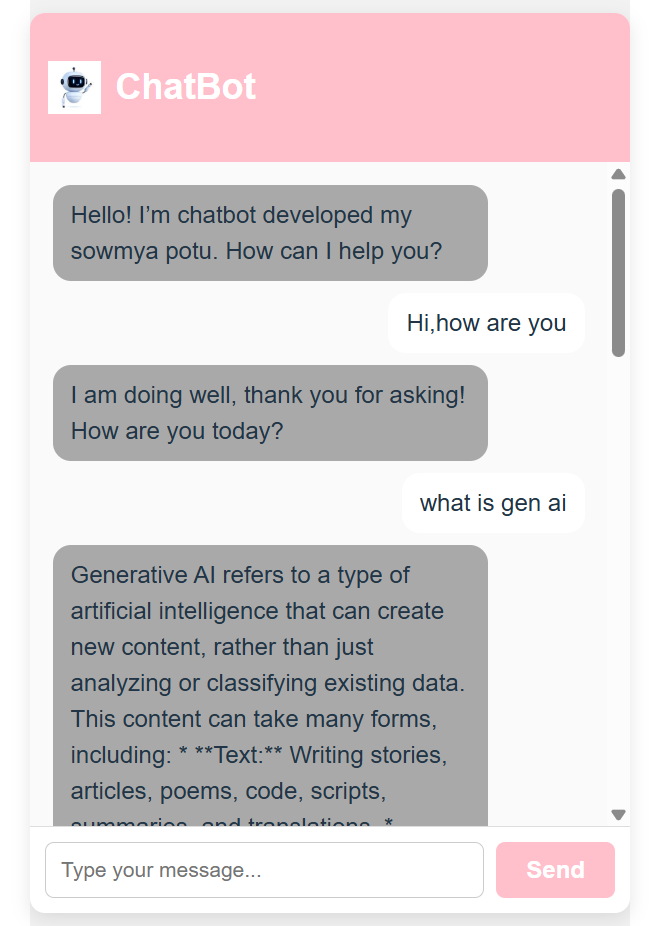 ChatBot
Hello! I’m chatbot developed my
sowmya potu. How can I help you?
Hi,how are you
I am doing well, thank you for asking!
How are you today?
what is gen ai
Generative AI refers to a type of
artificial intelligence that can create
new content, rather than just
analyzing or classifying existing data.
This content can take many forms,
including: * **Text:** Writing stories,
articles, poems, code, scripts,
summaries, and translations. *
Type your message...
Send